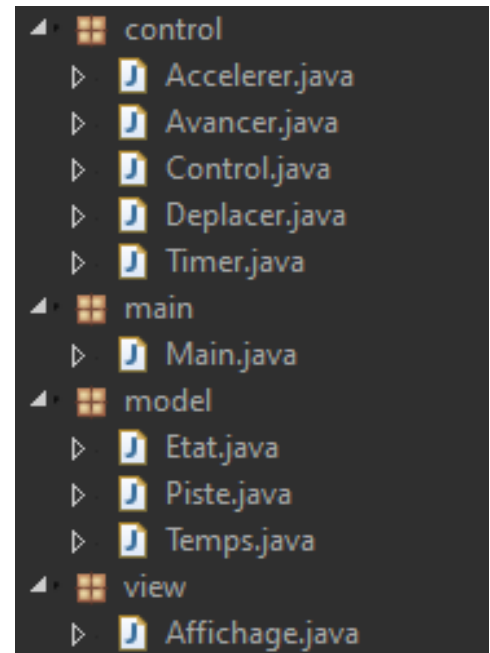 control
Accelerer.java
Avancer.java
Control.java
Deplacer.java
Timer.java
main
Main.java
model
Etat.java
Piste.java
Temps.java
view
Affichage.java